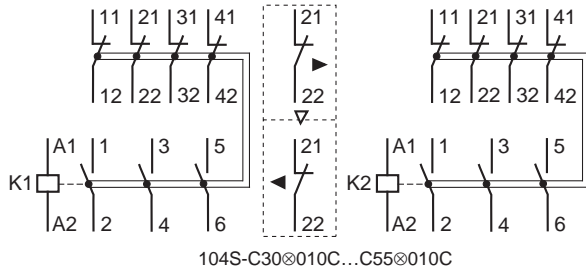 11 21 31 41 21 11 21 31 41
12 22 32 42 22 12 22 32 42
A1 1 3 5 21 A1 1 3 5
K1 K2
A2 2 4 6 22 A2 2 4 6
104S-C30⊗010C...C55⊗010C